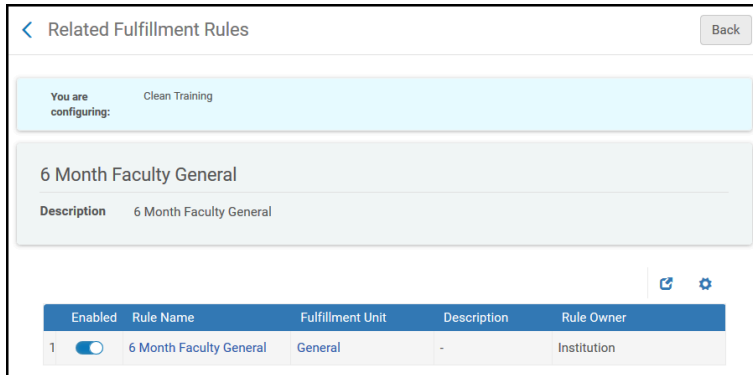 Related Fulfillment Rules
Back
You are configuring: Clean Training
6 Month Faculty General
Description 6 Month Faculty General
Enabled Rule Name Fulfillment Unit Description Rule Owner
1 6 Month Faculty General General - Institution